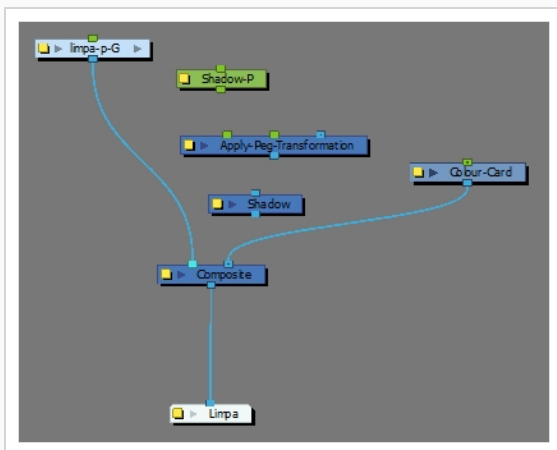 limpa-p-G
Shadow-P
Apply-Peg-Transformation
Colour-Card
Shadow
Composite
Limpa